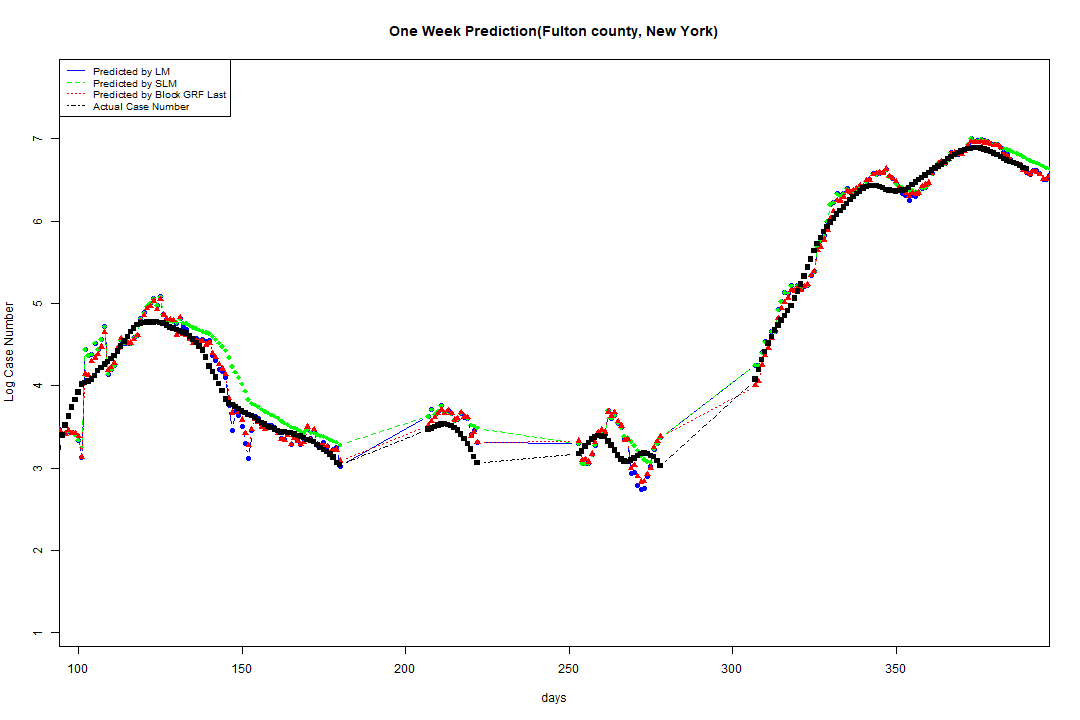 One Week Prediction(Fulton county, New York)
Predicted by LM
Predicted by SLM
Predicted by Block GRF Last
Actual Case Number
Log Case Number
7
6
5
4
3
2
1
100 150 200 250 300 350
days